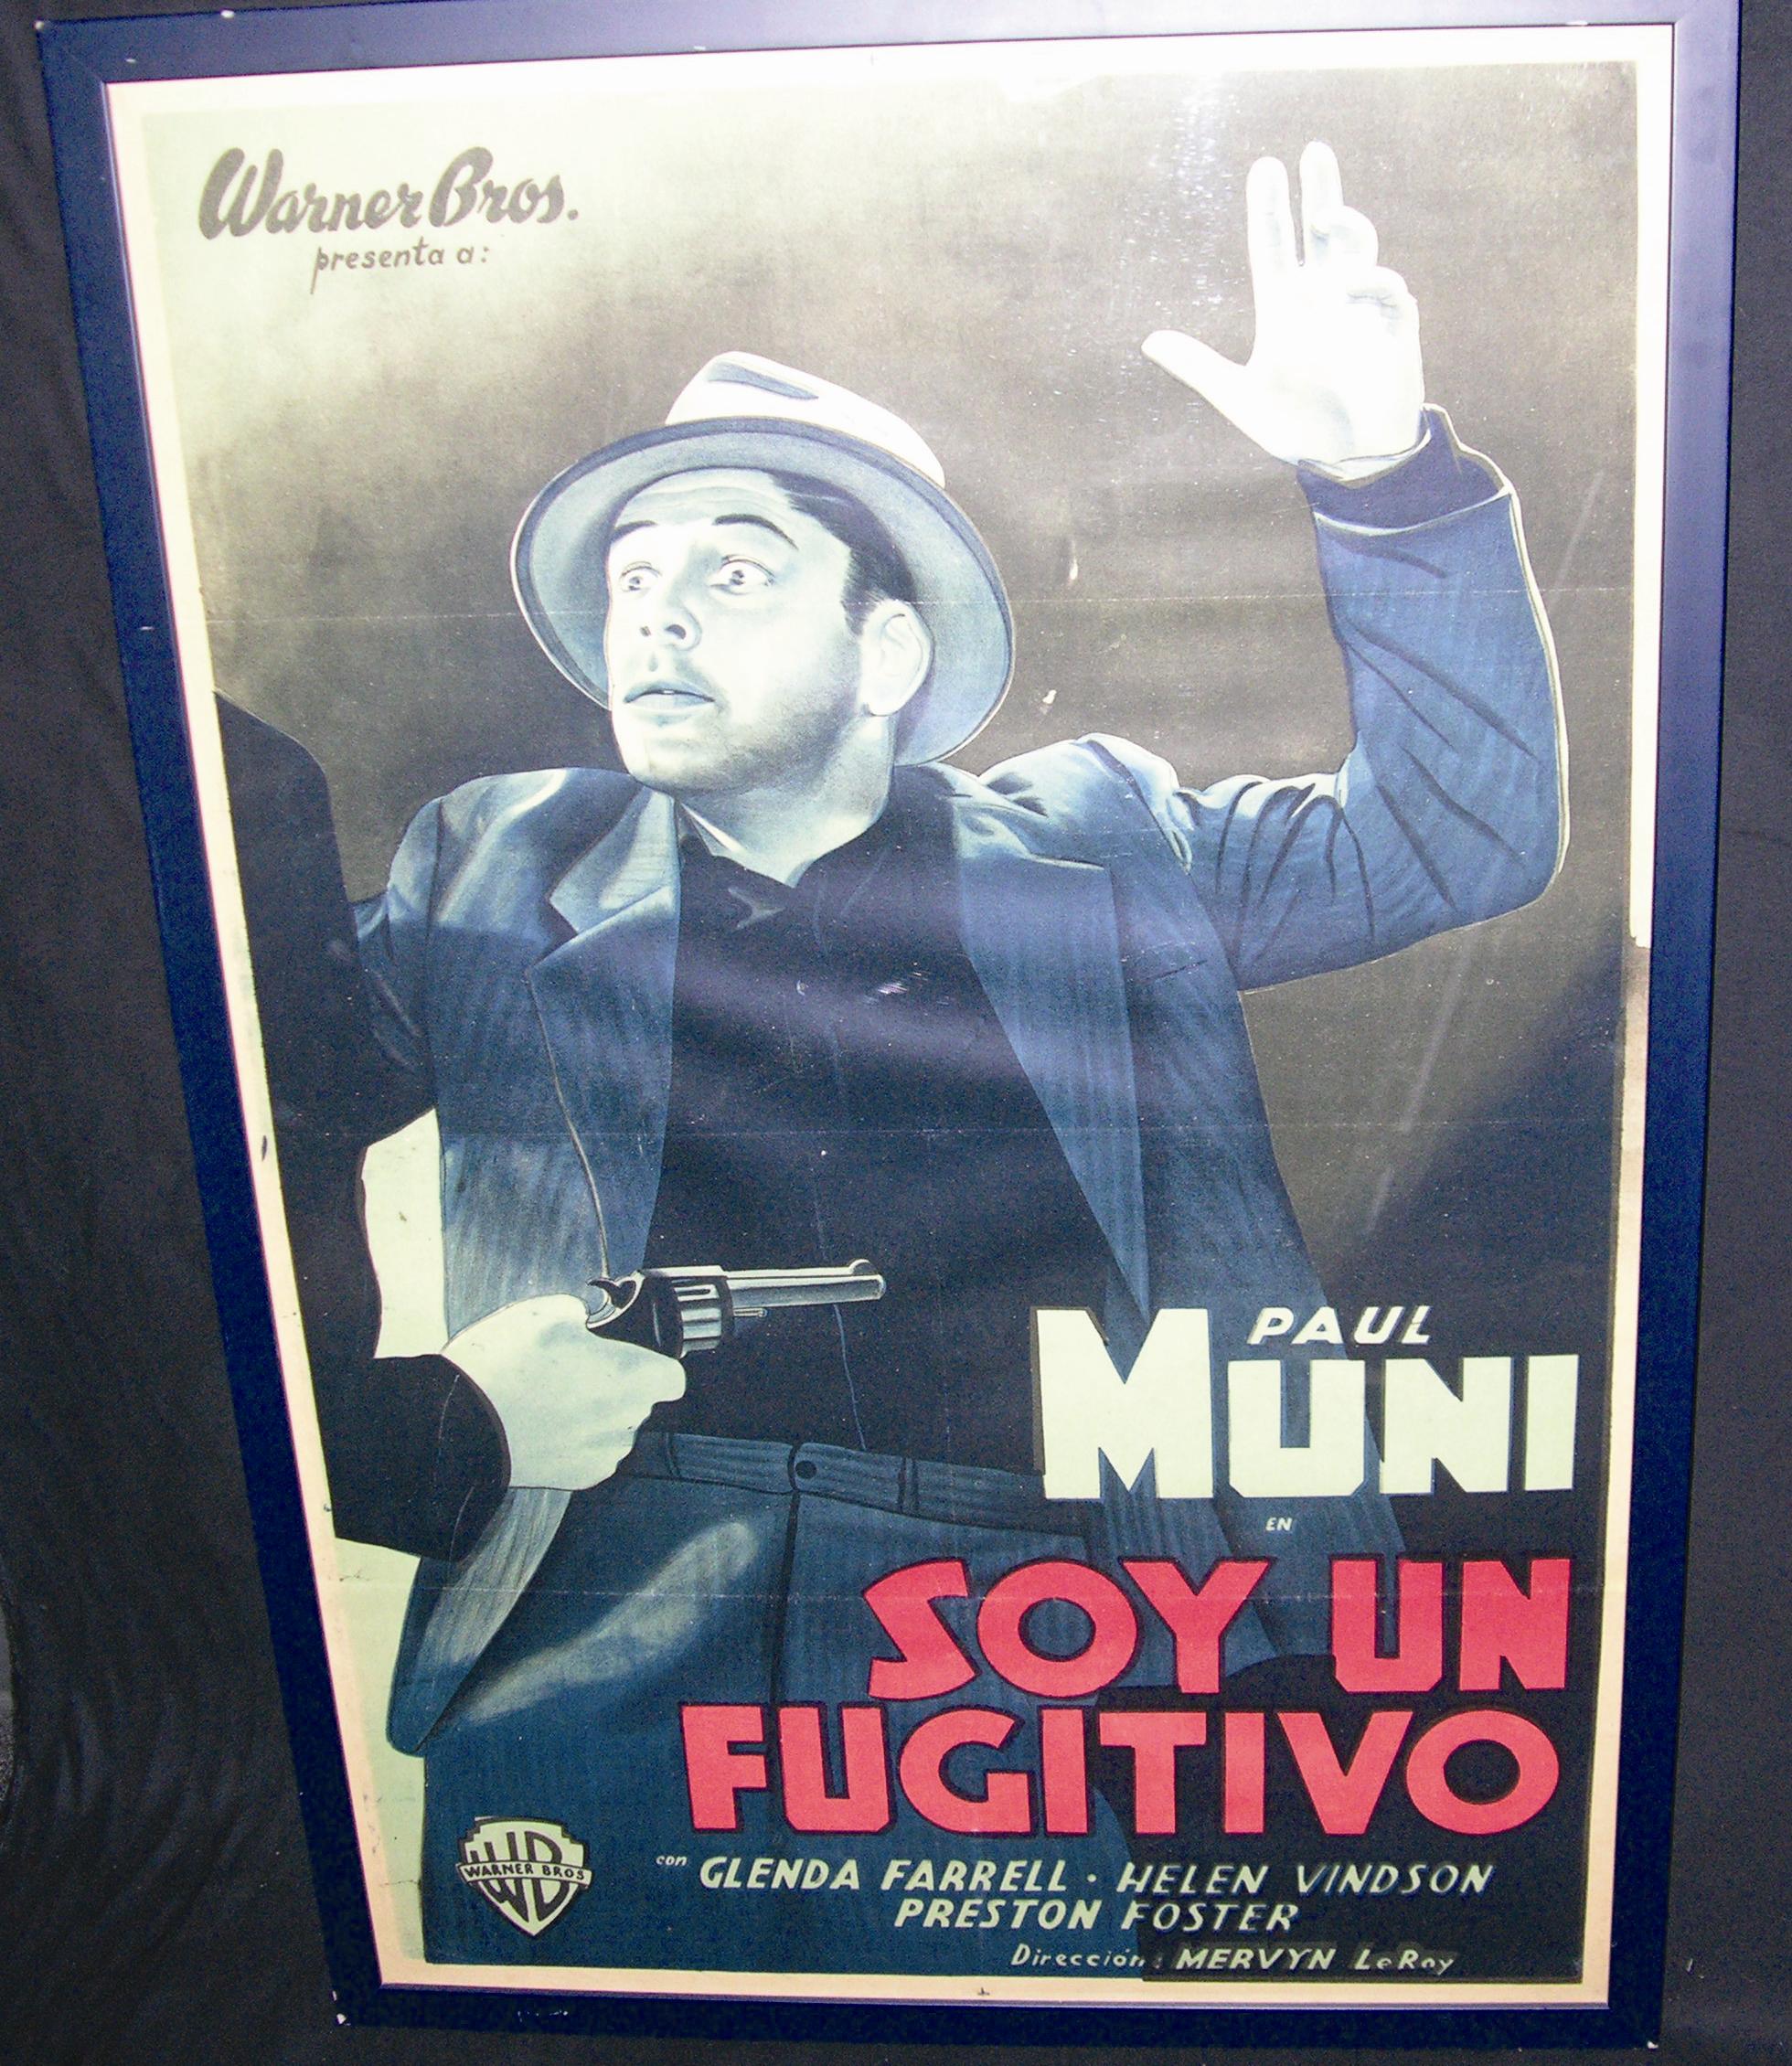 Warner Bros.
presenta a:
PAUL
MUNI
EN
SOY UN
FUGITIVO
con GLENDA FARRELL · HELEN VINDSON
PRESTON FOSTER
Dirección: MERVYN LeRoy
WB
WARNER BROS